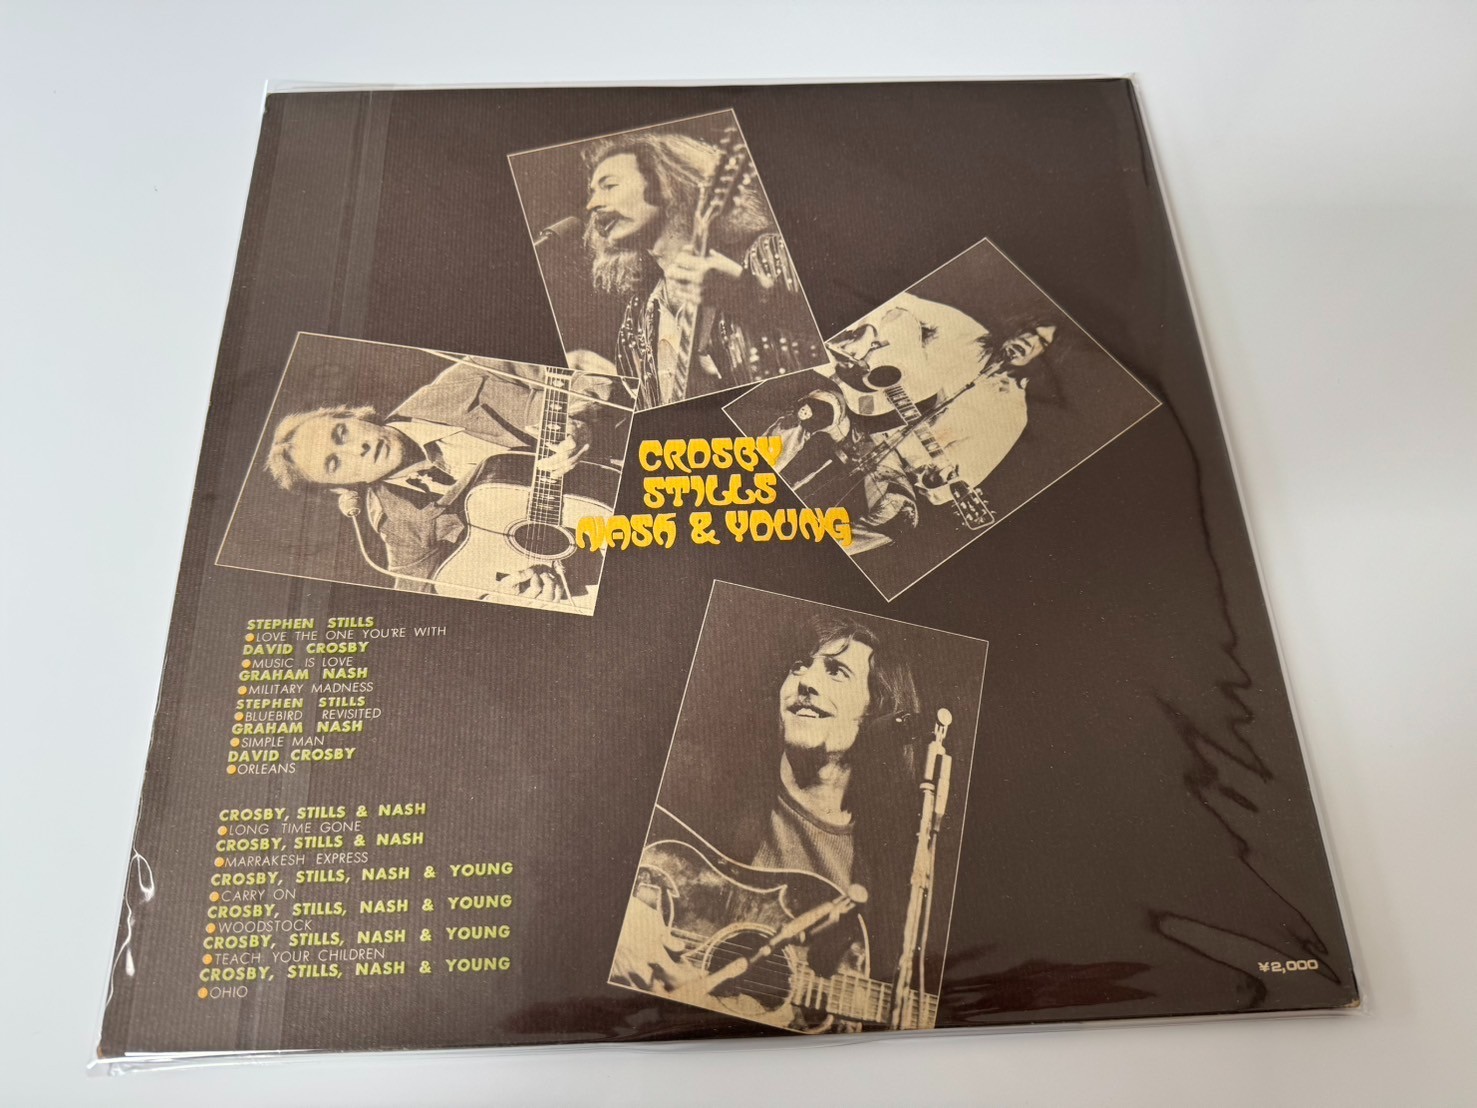 CROSBY
STILLS
NASH & YOUNG
STEPHEN STILLS
LOVE THE ONE YOU'RE WITH
DAVID CROSBY
MUSIC IS LOVE
GRAHAM NASH
MILITARY MADNESS
STEPHEN STILLS
BLUEBIRD REVISITED
GRAHAM NASH
SIMPLE MAN
DAVID CROSBY
ORLEANS
CROSBY, STILLS & NASH
LONG TIME GONE
CROSBY, STILLS & NASH
MARRAKESH EXPRESS
CROSBY, STILLS, NASH & YOUNG
CARRY ON
CROSBY, STILLS, NASH & YOUNG
WOODSTOCK
CROSBY, STILLS, NASH & YOUNG
TEACH YOUR CHILDREN
CROSBY, STILLS, NASH & YOUNG
OHIO
¥2,000